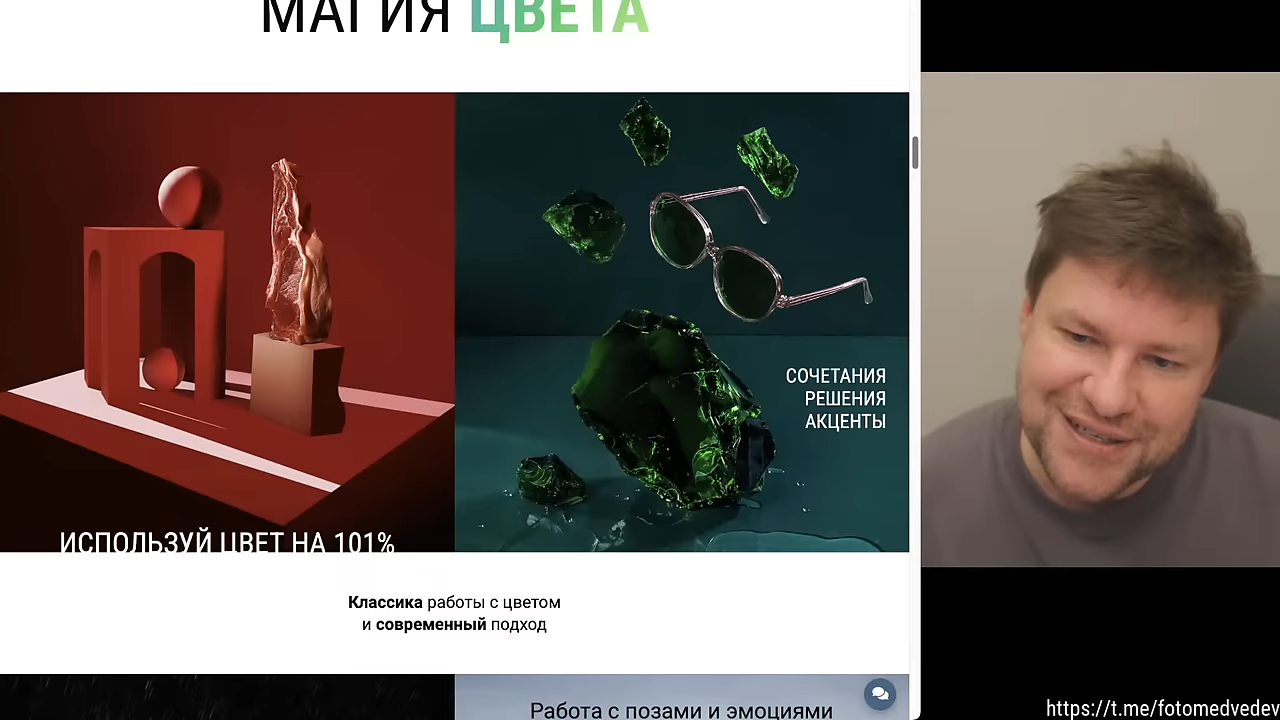 МАГИЯ ЦВЕТА
СОЧЕТАНИЯ
РЕШЕНИЯ
АКЦЕНТЫ
ИСПОЛЬЗУЙ ЦВЕТ НА 101%
Классика работы с цветом
и современный подход
Работа с позами и эмоциями
https://t.me/fotomedvedev